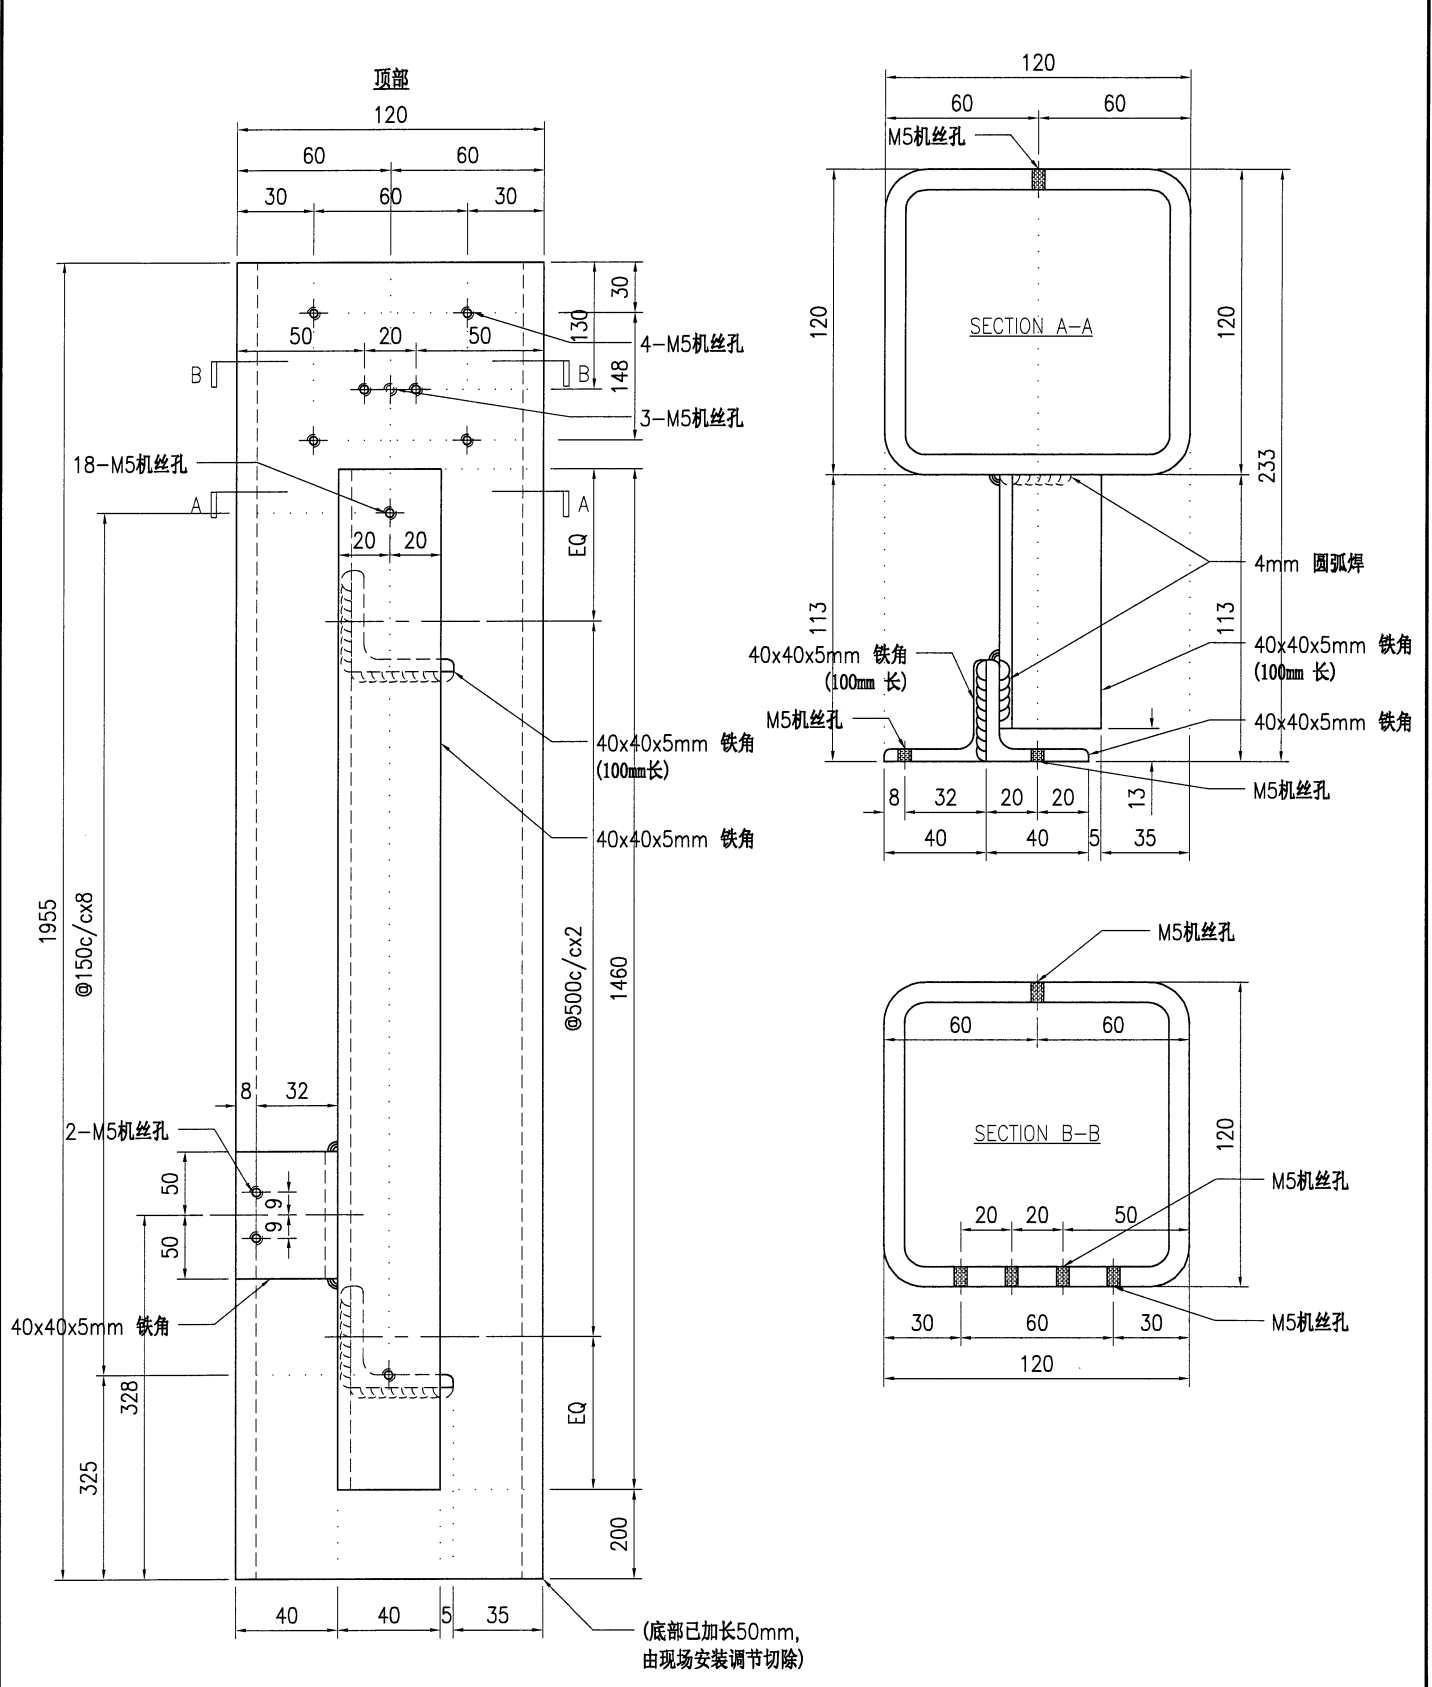 顶部
120
60
60
30
60
30
30
130
50
20
50
4-M5机丝孔
148
B
B
3-M5机丝孔
18-M5机丝孔
A
A
20
20
EQ
40x40x5mm 铁角
(100mm长)
40x40x5mm 铁角
1955
@150c/cx8
@500c/cx2
1460
8
32
2-M5机丝孔
50
9
9
50
40x40x5mm 铁角
328
325
EQ
200
40
40
5
35
(底部已加长50mm,
由现场安装调节切除)
120
60
60
M5机丝孔
120
SECTION A-A
120
233
4mm 圆弧焊
113
113
40x40x5mm 铁角
(100mm 长)
40x40x5mm 铁角
(100mm 长)
M5机丝孔
40x40x5mm 铁角
M5机丝孔
8
32
20
20
13
40
40
5
35
M5机丝孔
60
60
SECTION B-B
120
M5机丝孔
20
20
50
30
60
30
M5机丝孔
120